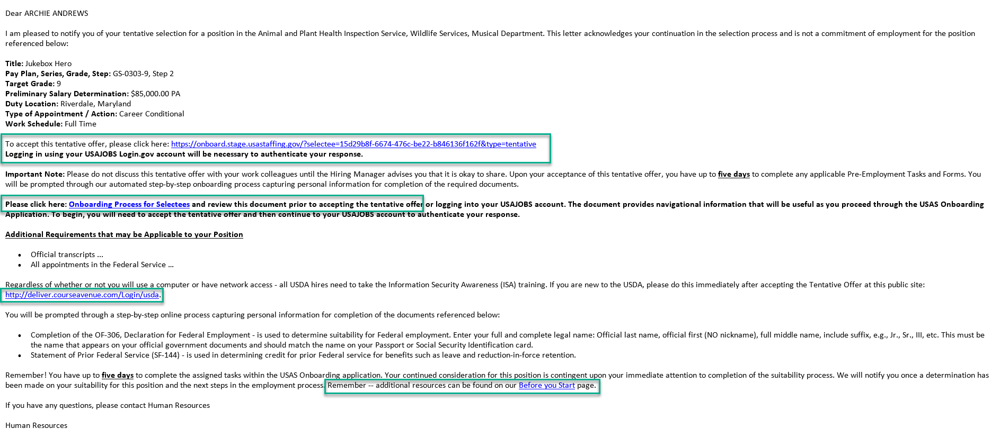 Dear ARCHIE ANDREWS
I am pleased to notify you of your tentative selection for a position in the Animal and Plant Health Inspection Service, Wildlife Services, Musical Department. This letter acknowledges your continuation in the selection process and is not a commitment of employment for the position
referenced below:
Title: Jukebox Hero
Pay Plan, Series, Grade, Step: GS-0303-9, Step 2
Target Grade: 9
Preliminary Salary Determination: $85,000.00 PA
Duty Location: Riverdale, Maryland
Type of Appointment / Action: Career Conditional
Work Schedule: Full Time
To accept this tentative offer, please click here: https://onboard.stage.usastaffing.gov/?selectee=15d29b8f-6674-476c-be22-b846136f162f&type=tentative
Logging in using your USAJOBS Login.gov account will be necessary to authenticate your response.
Important Note: Please do not discuss this tentative offer with your work colleagues until the Hiring Manager advises you that it is okay to share. Upon your acceptance of this tentative offer, you have up to five days to complete any applicable Pre-Employment Tasks and Forms. You
will be prompted through our automated step-by-step onboarding process capturing personal information for completion of the required documents.
Please click here: Onboarding Process for Selectees and review this document prior to accepting the tentative offer or logging into your USAJOBS account. The document provides navigational information that will be useful as you proceed through the USAS Onboarding
Application. To begin, you will need to accept the tentative offer and then continue to your USAJOBS account to authenticate your response.
Additional Requirements that may be Applicable to your Position
• Official transcripts ...
• All appointments in the Federal Service ...
Regardless of whether or not you will use a computer or have network access - all USDA hires need to take the Information Security Awareness (ISA) training. If you are new to the USDA, please do this immediately after accepting the Tentative Offer at this public site:
http://deliver.courseavenue.com/Login/usda.
You will be prompted through a step-by-step online process capturing personal information for completion of the documents referenced below:
• Completion of the OF-306, Declaration for Federal Employment - is used to determine suitability for Federal employment. Enter your full and complete legal name: Official last name, official first (NO nickname), full middle name, include suffix, e.g., Jr., Sr., III, etc. This must be
the name that appears on your official government documents and should match the name on your Passport or Social Security Identification card.
• Statement of Prior Federal Service (SF-144) - is used in determining credit for prior Federal service for benefits such as leave and reduction-in-force retention.
Remember! You have up to five days to complete the assigned tasks within the USAS Onboarding application. Your continued consideration for this position is contingent upon your immediate attention to completion of the suitability process. We will notify you once a determination has
been made on your suitability for this position and the next steps in the employment process. Remember -- additional resources can be found on our Before you Start page.
If you have any questions, please contact Human Resources
Human Resources